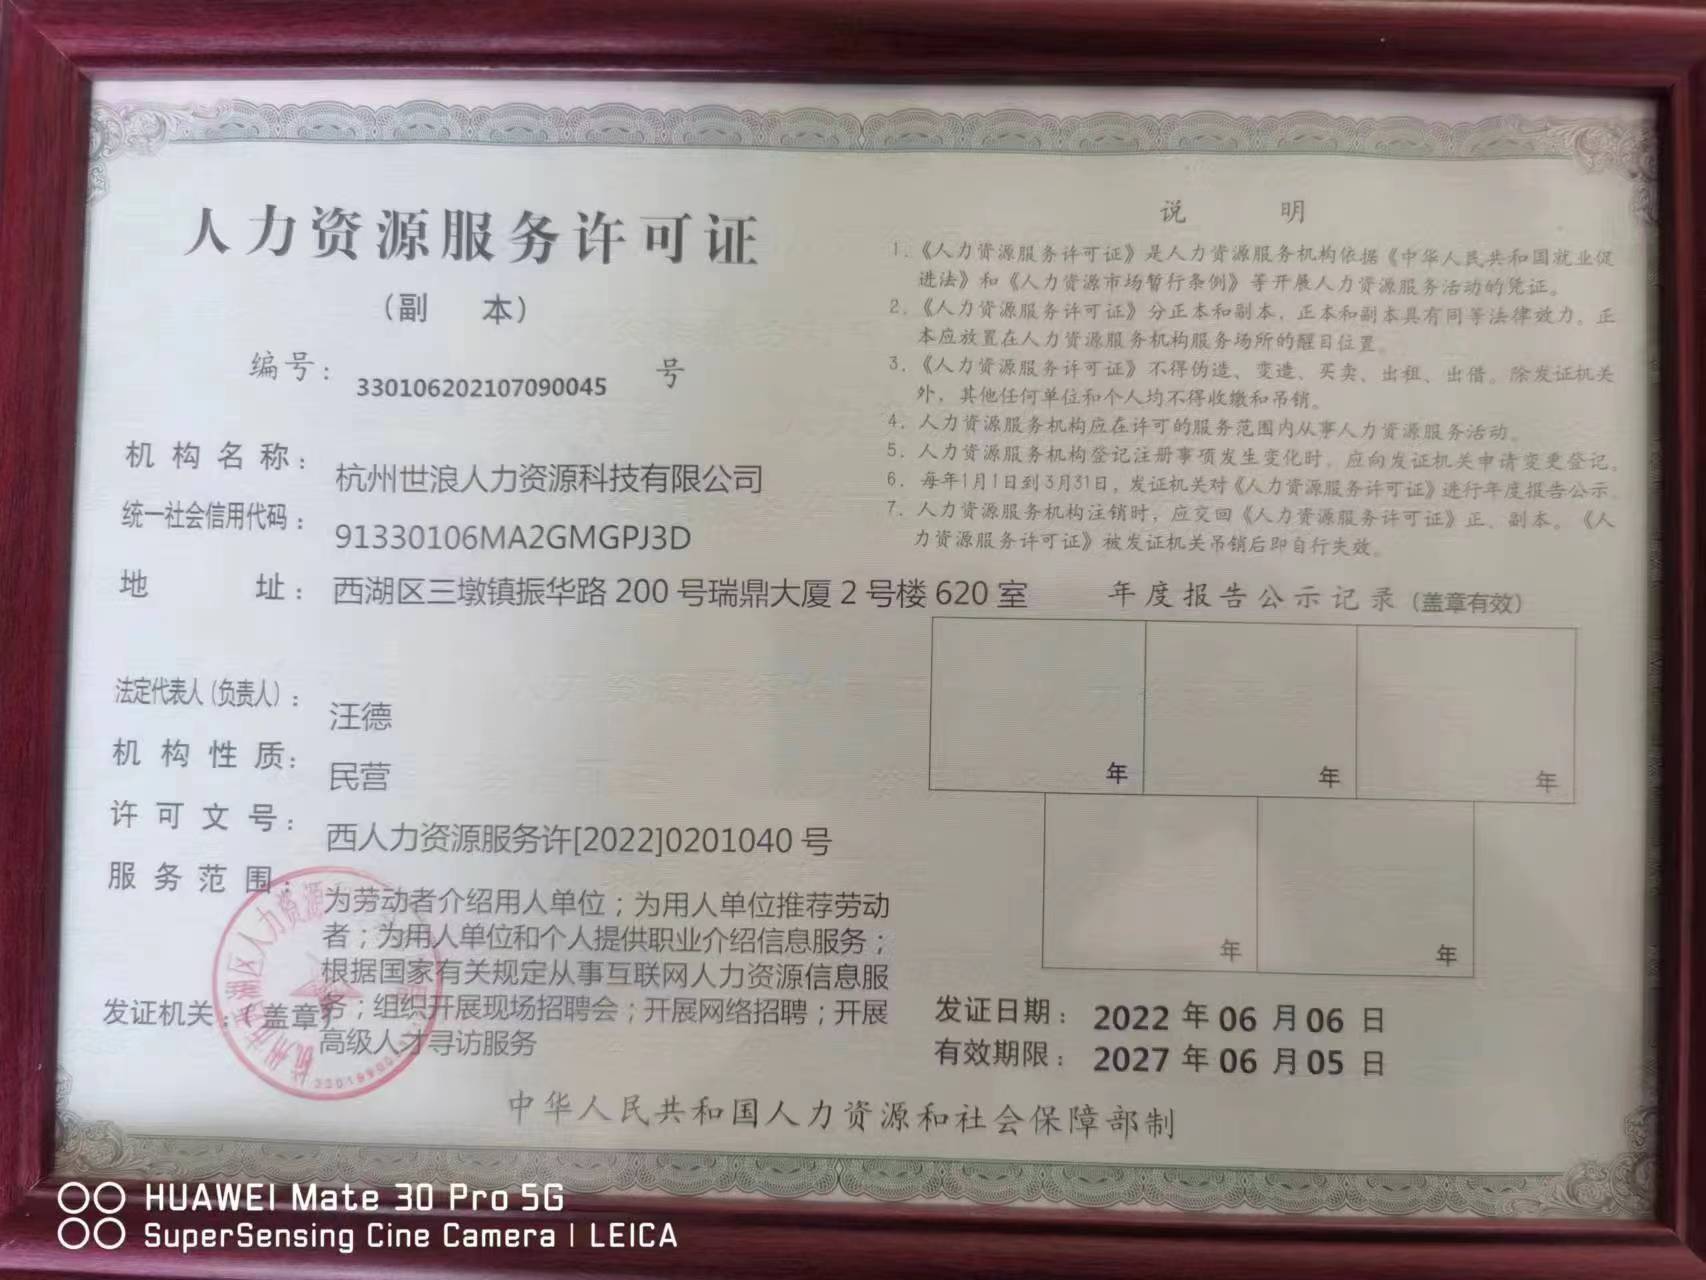 人力资源服务许可证
（副 本）
编号： 330106202107090045 号
机构名称： 杭州世浪人力资源科技有限公司
统一社会信用代码： 91330106MA2GMGPJ3D
地 址： 西湖区三墩镇振华路200号瑞鼎大厦2号楼620室
法定代表人（负责人）： 汪德
机构性质： 民营
许可文号： 西人力资源服务许[2022]0201040号
服务范围： 为劳动者介绍用人单位；为用人单位推荐劳动
者；为用人单位和个人提供职业介绍信息服务；
根据国家有关规定从事互联网人力资源信息服
务；组织开展现场招聘会；开展网络招聘；开展
高级人才寻访服务
发证机关：（盖章）
说 明
1.《人力资源服务许可证》是人力资源服务机构依据《中华人民共和国就业促
进法》和《人力资源市场暂行条例》等开展人力资源服务活动的凭证。
2.《人力资源服务许可证》分正本和副本，正本和副本具有同等法律效力。正
本应放置在人力资源服务机构服务场所的醒目位置。
3.《人力资源服务许可证》不得伪造、变造、买卖、出租、出借。除发证机关
外，其他任何单位和个人均不得收缴和吊销。
4. 人力资源服务机构应在许可的服务范围内从事人力资源服务活动。
5. 人力资源服务机构登记注册事项发生变化时，应向发证机关申请变更登记。
6. 每年1月1日到3月31日，发证机关对《人力资源服务许可证》进行年度报告公示。
7. 人力资源服务机构注销时，应交回《人力资源服务许可证》正、副本。《人
力资源服务许可证》被发证机关吊销后即自行失效。
年度报告公示记录（盖章有效）
年 年 年
年 年
发证日期： 2022 年 06 月 06 日
有效期限： 2027 年 06 月 05 日
中华人民共和国人力资源和社会保障部制
HUAWEI Mate 30 Pro 5G
SuperSensing Cine Camera | LEICA